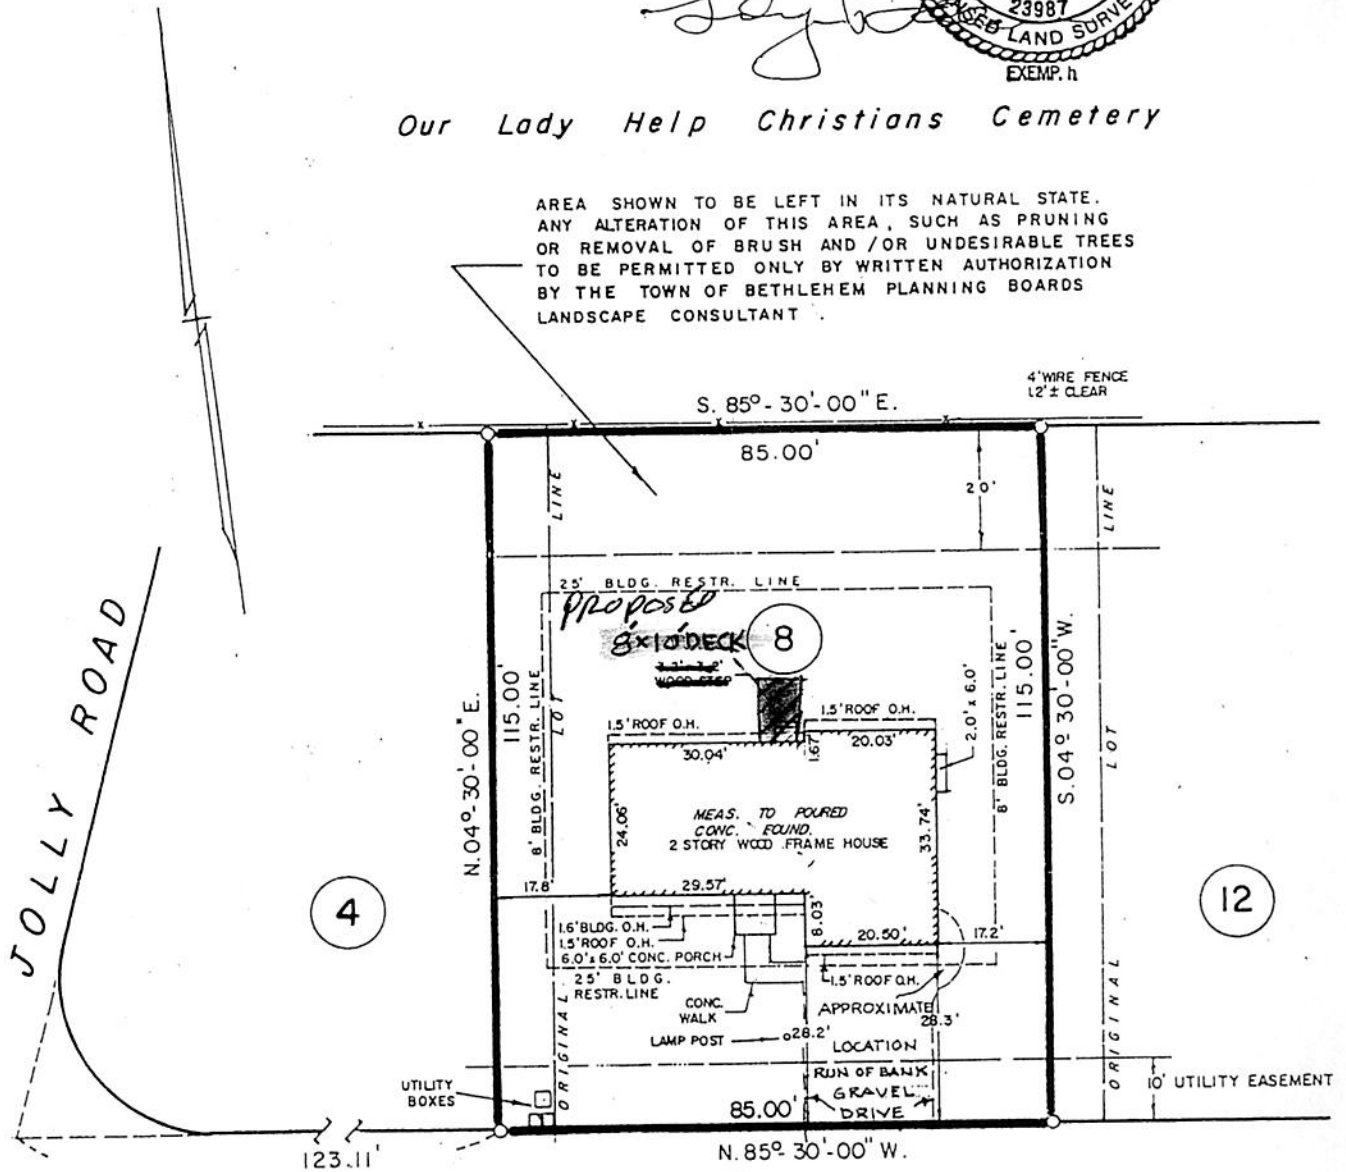 23987
LAND SURVE
EXEMP. h
Our Lady Help Christians Cemetery
AREA SHOWN TO BE LEFT IN ITS NATURAL STATE.
ANY ALTERATION OF THIS AREA, SUCH AS PRUNING
OR REMOVAL OF BRUSH AND / OR UNDESIRABLE TREES
TO BE PERMITTED ONLY BY WRITTEN AUTHORIZATION
BY THE TOWN OF BETHLEHEM PLANNING BOARDS
LANDSCAPE CONSULTANT .
4' WIRE FENCE
1.2' ± CLEAR
S. 85° - 30' - 00" E.
85.00'
20'
LINE
LINE
25' BLDG. RESTR. LINE
PROPOSED
8'x10' DECK
8
WOOD STEP
JOLLY ROAD
N. 04° - 30' - 00" E.
115.00'
8' BLDG. RESTR. LINE
LOT
1.5' ROOF O.H.
1.5' ROOF O.H.
2.0' x 6.0'
8' BLDG. RESTR. LINE
115.00'
S. 04° 30' - 00" W.
LOT
30.04'
1.67'
20.03'
24.06'
MEAS. TO POURED
CONC. FOUND.
2 STORY WOOD FRAME HOUSE
33.74'
4
12
17.8'
29.57'
8.03'
20.50'
17.2'
1.6' BLDG. O.H.
1.5' ROOF O.H.
6.0' x 6.0' CONC. PORCH
25' BLDG.
RESTR. LINE
1.5' ROOF O.H.
CONC.
WALK
APPROXIMATE
28.3'
LAMP POST
28.2'
LOCATION
ORIGINAL
ORIGINAL
RUN OF BANK
GRAVEL
DRIVE
UTILITY
BOXES
10' UTILITY EASEMENT
85.00'
123.11'
N. 85° - 30' - 00" W.